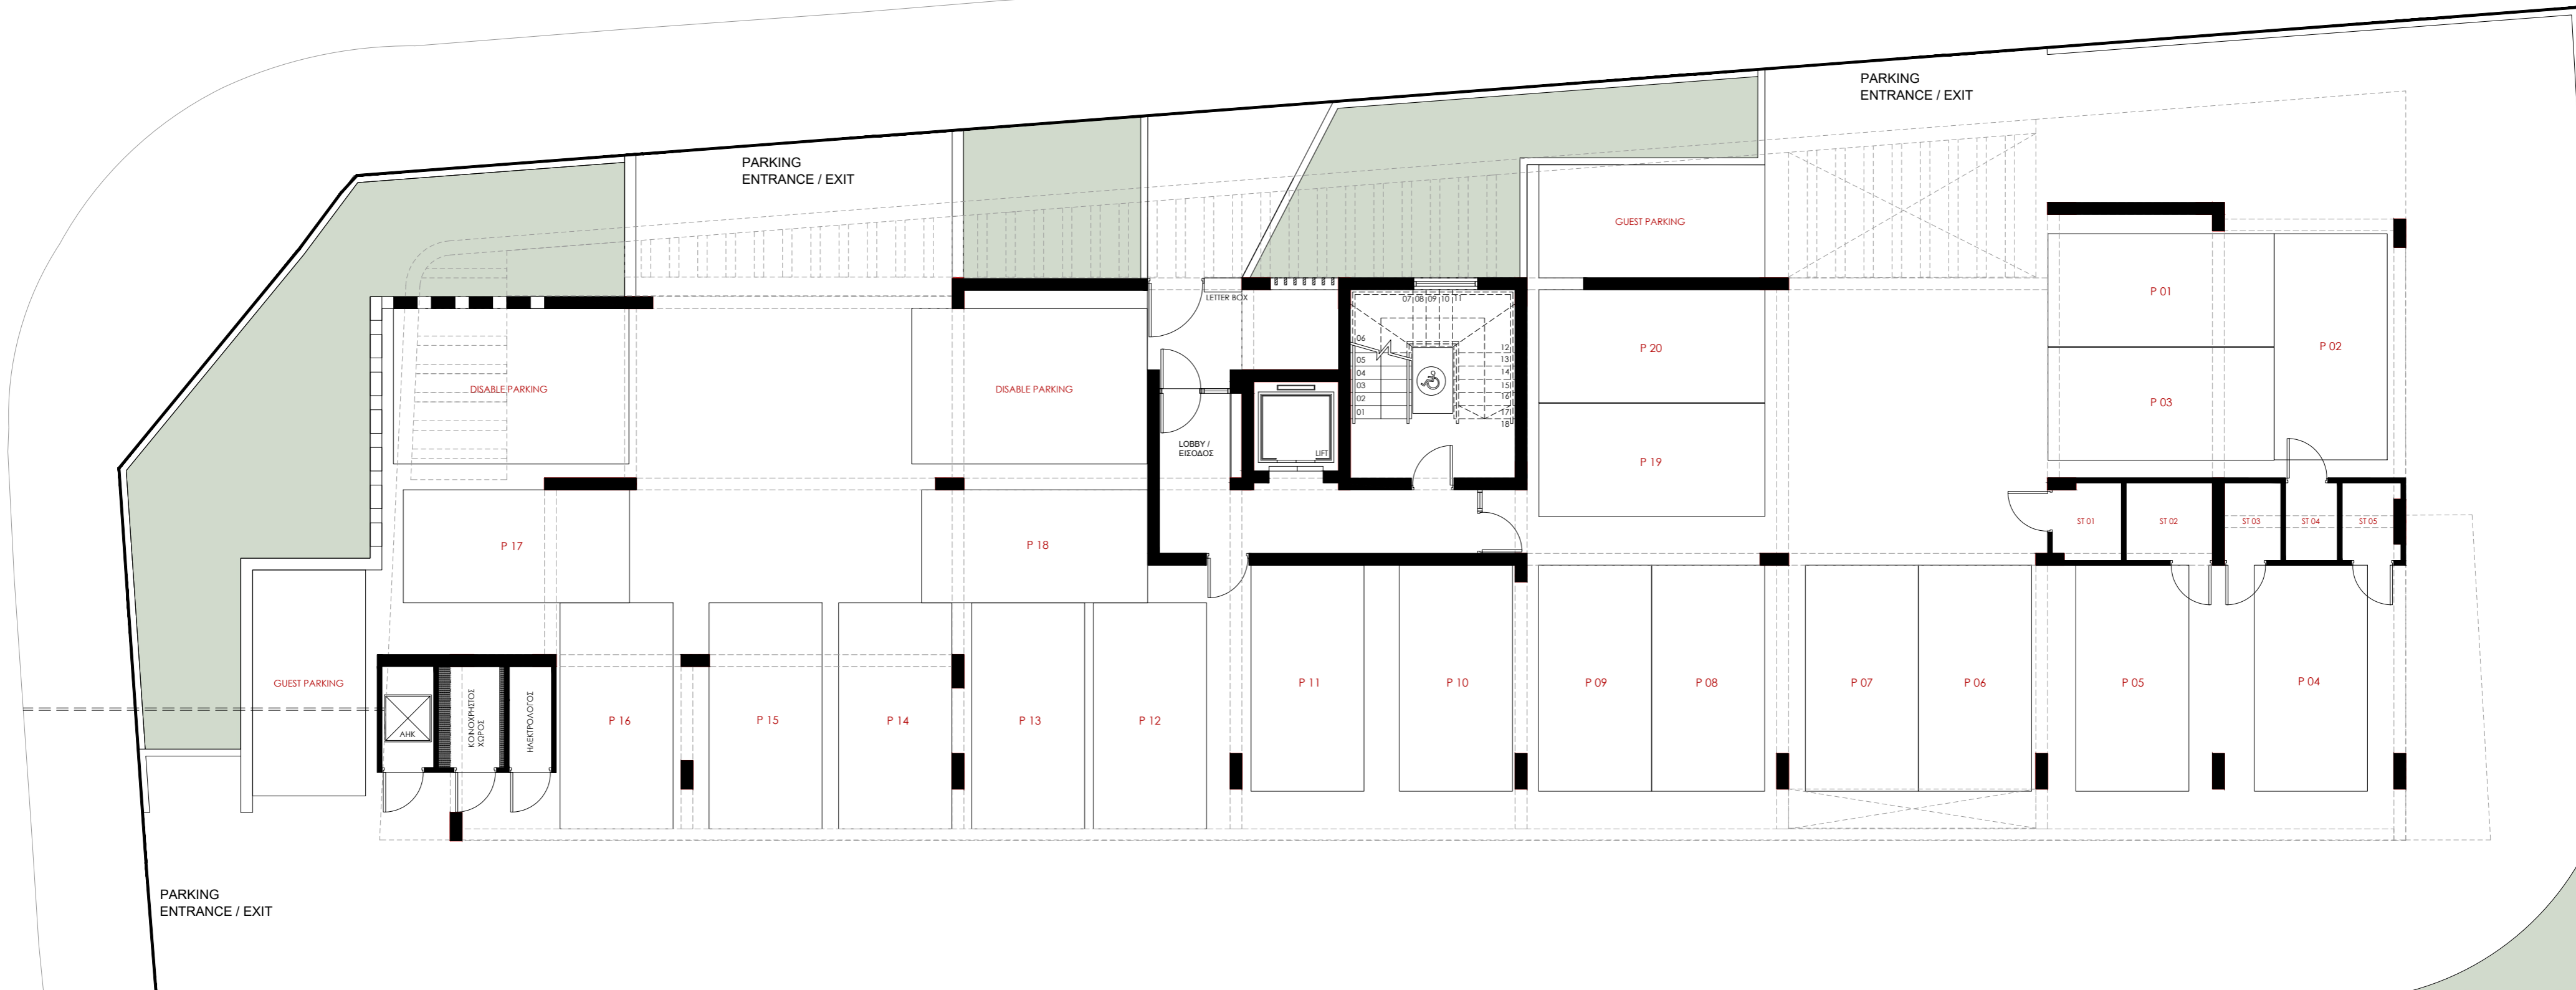 PARKING
ENTRANCE / EXIT
PARKING
ENTRANCE / EXIT
GUEST PARKING
LETTER BOX
07 08 09 10 11
P 01
P 02
P 20
06
05
04
03
02
01
12
13
14
15
16
17
18
DISABLE PARKING
DISABLE PARKING
P 03
LOBBY /
ΕΙΣΟΔΟΣ
LIFT
P 19
P 17
P 18
ST 01
ST 02
ST 03
ST 04
ST 05
GUEST PARKING
AHK
ΚΟΙΝΟΧΡΗΣΤΟΣ
ΧΩΡΟΣ
ΗΛΕΚΤΡΟΛΟΓΟΣ
P 16
P 15
P 14
P 13
P 12
P 11
P 10
P 09
P 08
P 07
P 06
P 05
P 04
PARKING
ENTRANCE / EXIT